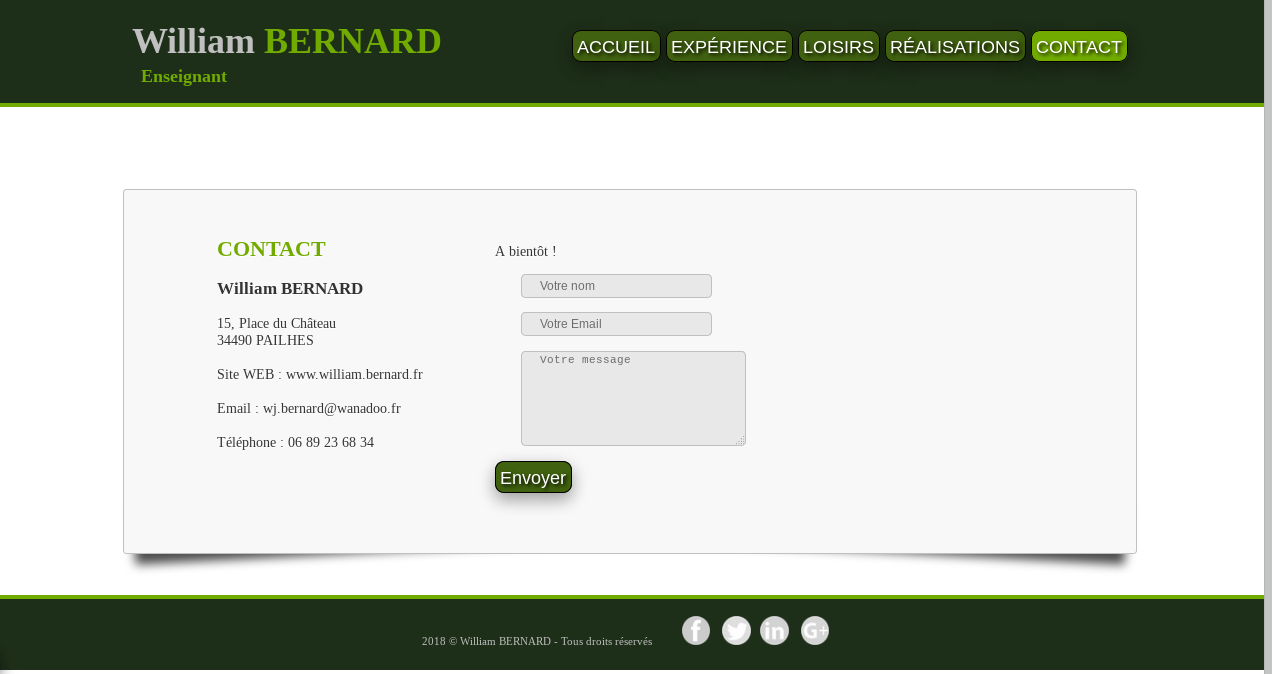 William BERNARD
Enseignant
ACCUEIL EXPÉRIENCE LOISIRS RÉALISATIONS CONTACT
CONTACT
William BERNARD
15, Place du Château
34490 PAILHES
Site WEB : www.william.bernard.fr
Email : wj.bernard@wanadoo.fr
Téléphone : 06 89 23 68 34
A bientôt !
Votre nom
Votre Email
Votre message
Envoyer
2018 © William BERNARD - Tous droits réservés
f in G+